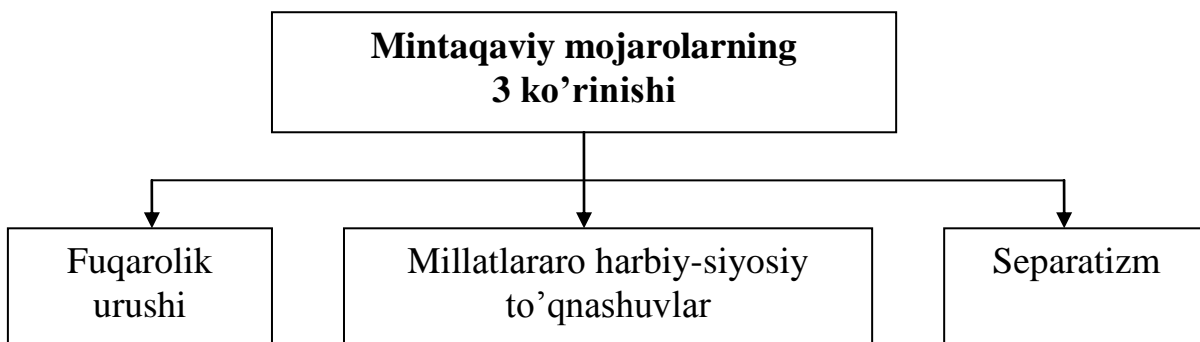 Mintaqaviy mojarolarning
3 ko’rinishi
Fuqarolik
urushi
Millatlararo harbiy-siyosiy
to’qnashuvlar
Separatizm